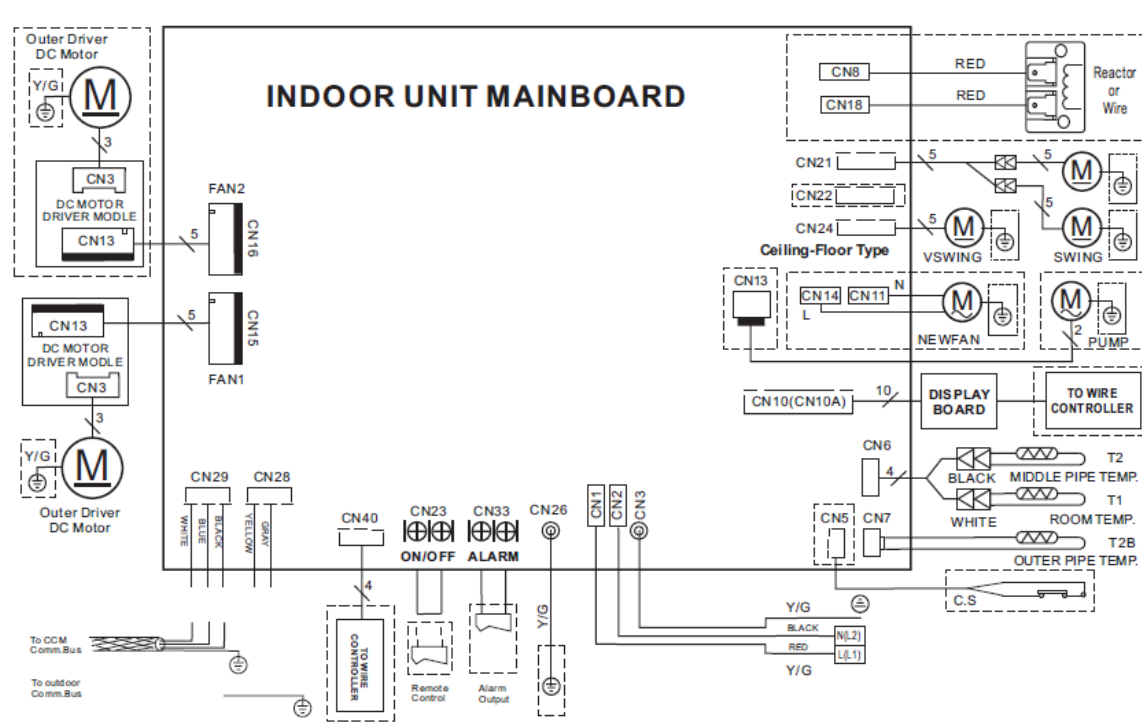 Outer Driver
DC Motor
Y/G
M
3
CN3
DC MOTOR
DRIVER MODLE
CN13
5
FAN2
CN16
INDOOR UNIT MAINBOARD
CN8
RED
CN18
RED
Reactor
or
Wire
CN21
5
5
M
CN22
5
CN24
5
M
M
Ceiling-Floor Type
VSWING
SWING
CN13
CN14
CN11
N
L
M
NEWFAN
M
2
PUMP
CN13
5
CN15
FAN1
DC MOTOR
DRIVER MODLE
CN3
3
Y/G
M
Outer Driver
DC Motor
CN10(CN10A)
10
DISPLAY
BOARD
TO WIRE
CONTROLLER
CN6
4
BLACK
T2
MIDDLE PIPE TEMP.
WHITE
T1
ROOM TEMP.
CN5
CN7
T2B
OUTER PIPE TEMP.
C.S
CN29
WHITE
BLUE
BLACK
CN28
YELLOW
GRAY
CN40
4
TO WIRE
CONTROLLER
CN23
ON/OFF
Remote
Control
CN33
ALARM
Alarm
Output
CN26
Y/G
CN1
CN2
CN3
Y/G
BLACK
N(L2)
RED
L(L1)
Y/G
To CCM
Comm.Bus
To outdoor
Comm.Bus